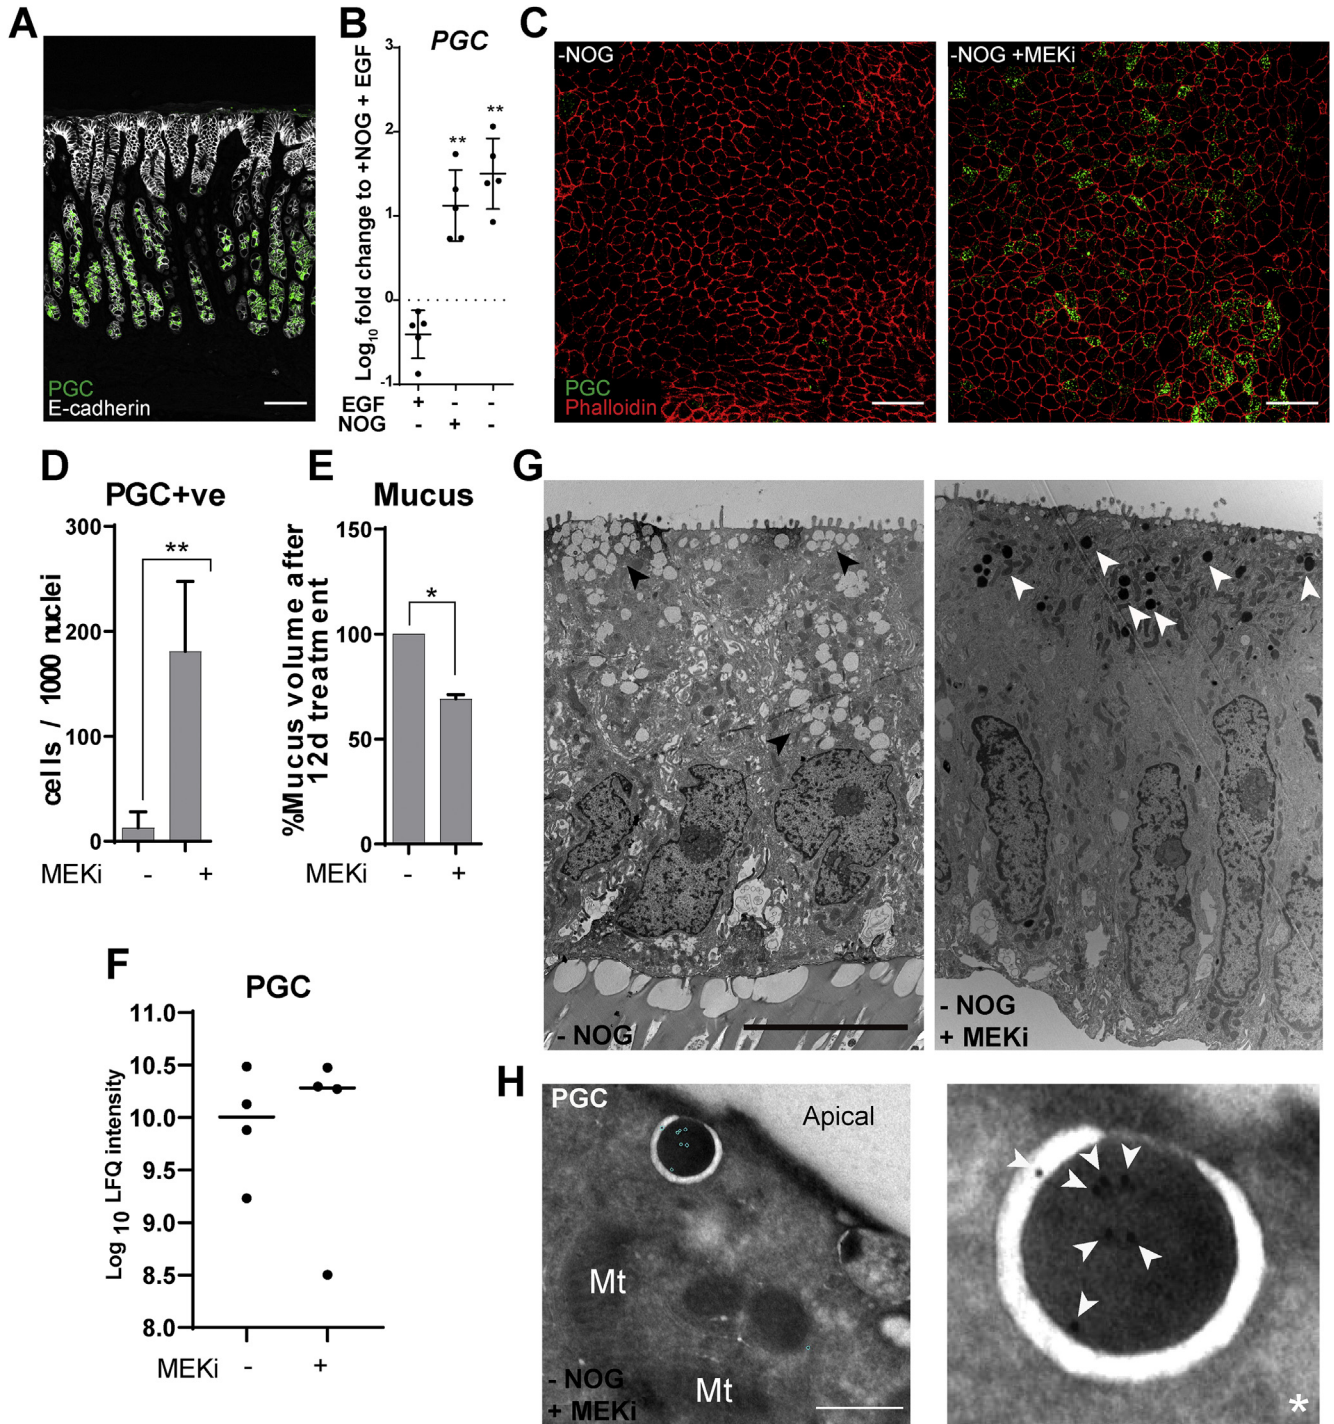 A
PGC
E-cadherin
B
PGC
Log10 fold change to +NOG + EGF
3
2
1
0
-1
**
**
EGF + - -
NOG - + -
C
-NOG
PGC
Phalloidin
-NOG +MEKi
D
PGC+ve
cells / 1000 nuclei
300
200
100
0
**
MEKi - +
E
Mucus
%Mucus volume after
12d treatment
150
100
50
0
*
MEKi - +
F
PGC
Log 10 LFQ intensity
11.0
10.5
10.0
9.5
9.0
8.5
8.0
MEKi - +
G
- NOG
- NOG
+ MEKi
H
PGC
Apical
Mt
Mt
- NOG
+ MEKi
*